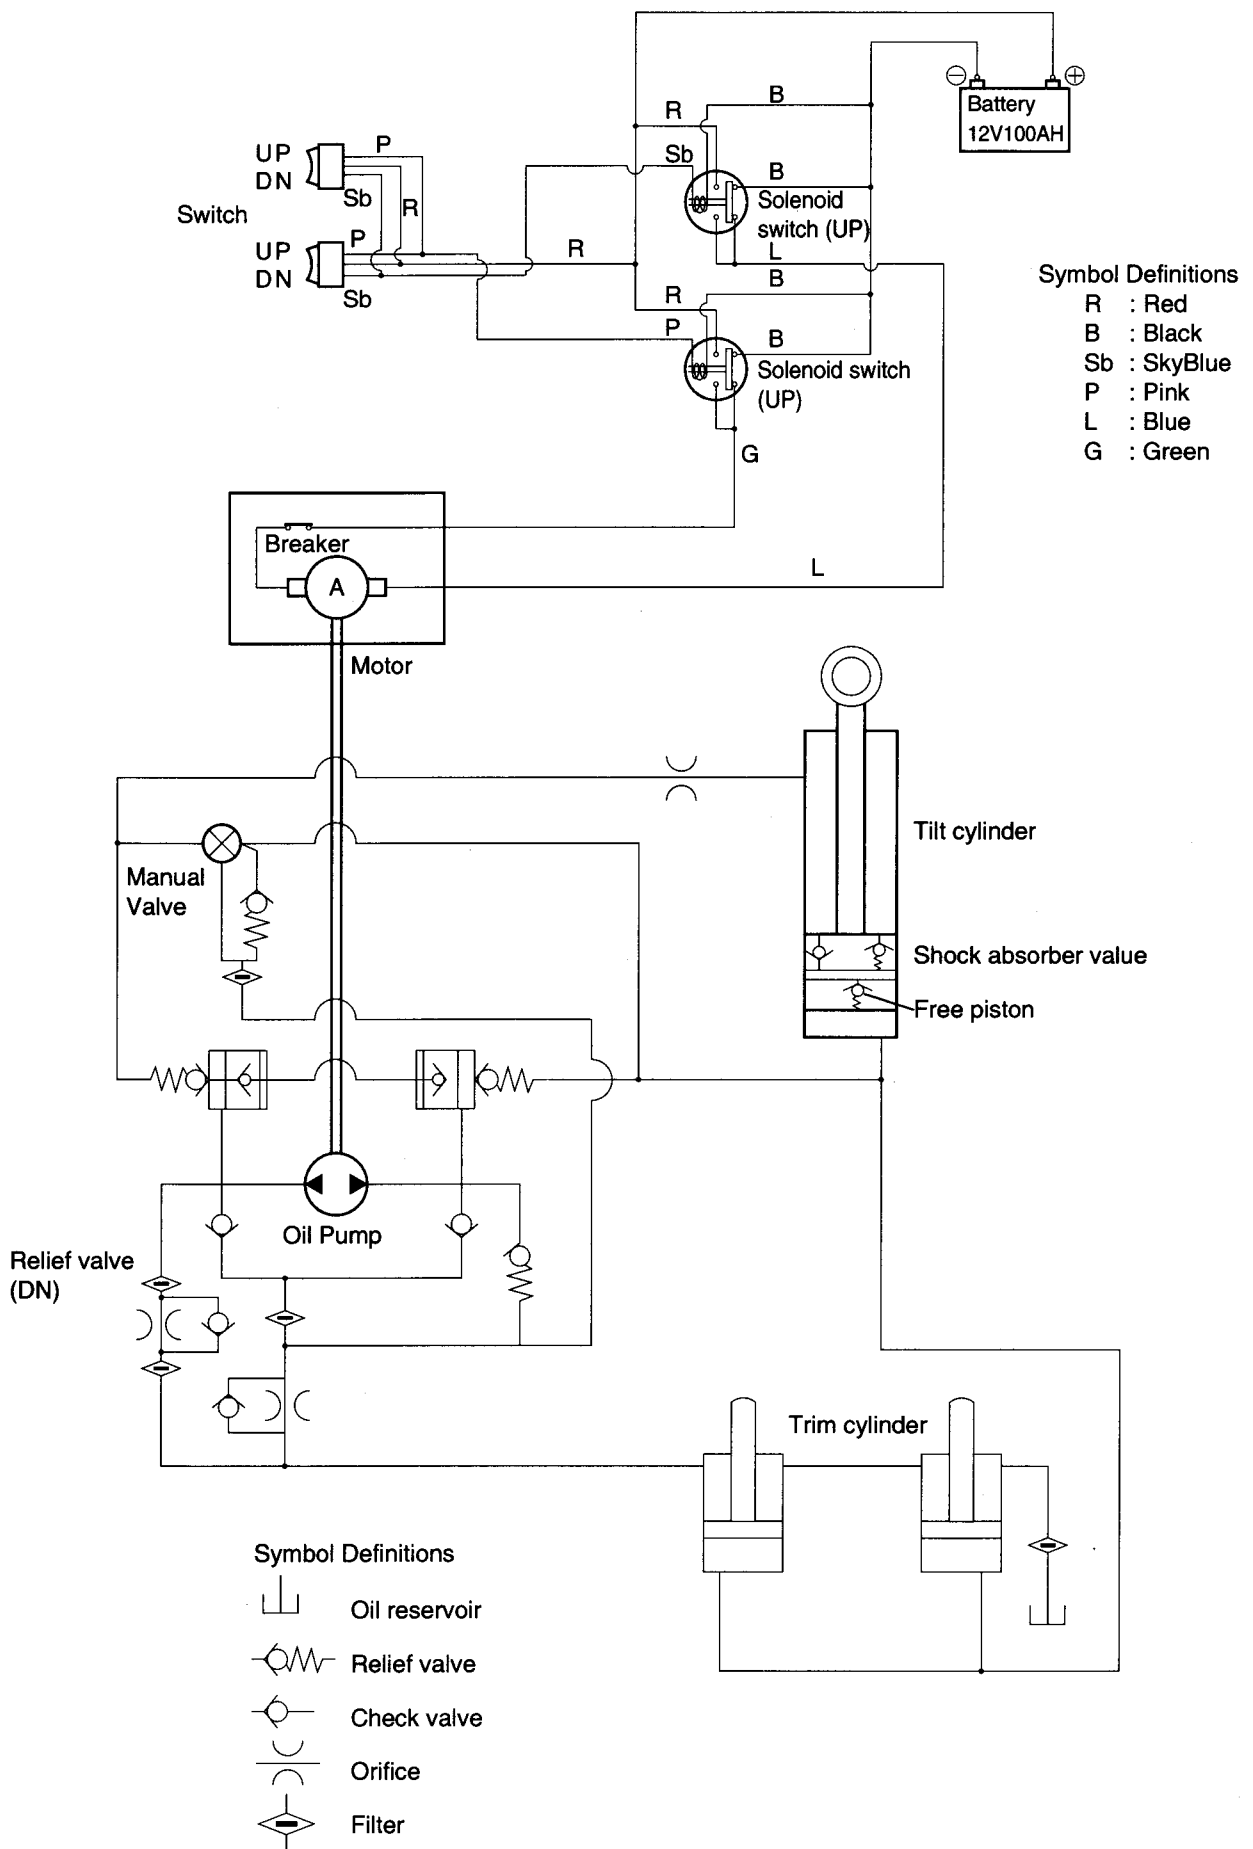 B
⊖ ⊕
Battery
12V100AH
R
P
UP
DN
Sb
Sb
B
R
Switch
Solenoid
switch (UP)
UP
DN
P
R
L
B
Sb
R
P
B
Solenoid switch
(UP)
G
Symbol Definitions
R : Red
B : Black
Sb : SkyBlue
P : Pink
L : Blue
G : Green
Breaker
A
L
Motor
Tilt cylinder
Manual
Valve
Shock absorber value
Free piston
Oil Pump
Relief valve
(DN)
Trim cylinder
Symbol Definitions
Oil reservoir
Relief valve
Check valve
Orifice
Filter